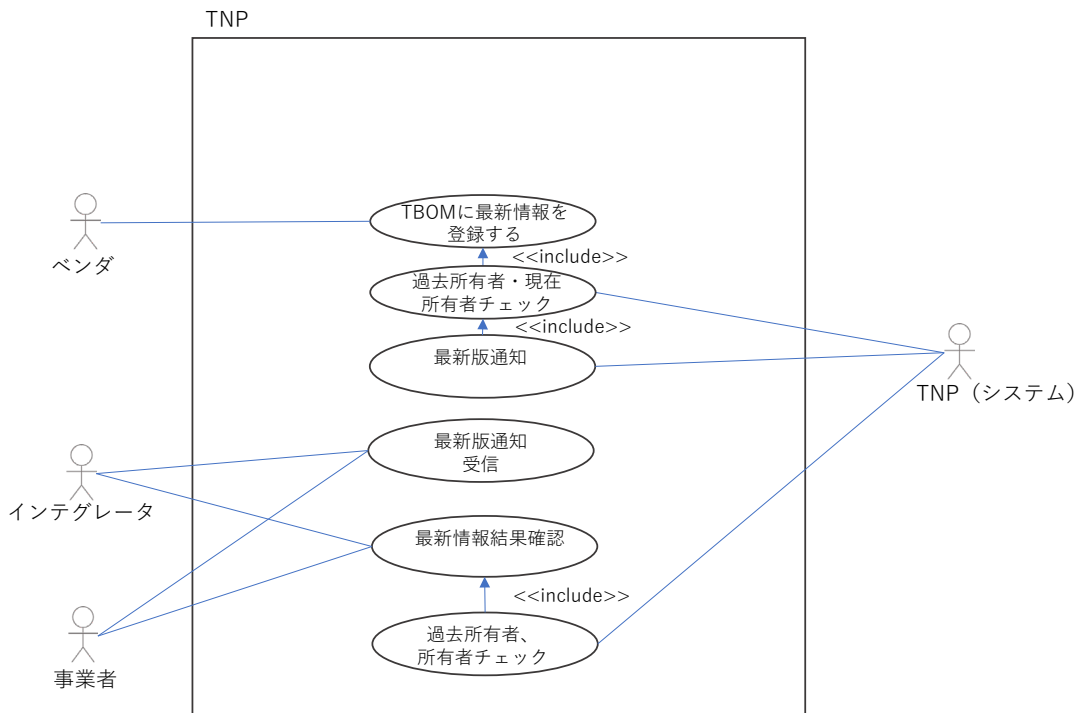 TNP
TBOMに最新情報を
登録する
ベンダ
<<include>>
過去所有者・現在
所有者チェック
<<include>>
最新版通知
TNP（システム）
最新版通知
受信
インテグレータ
最新情報結果確認
<<include>>
過去所有者、
所有者チェック
事業者